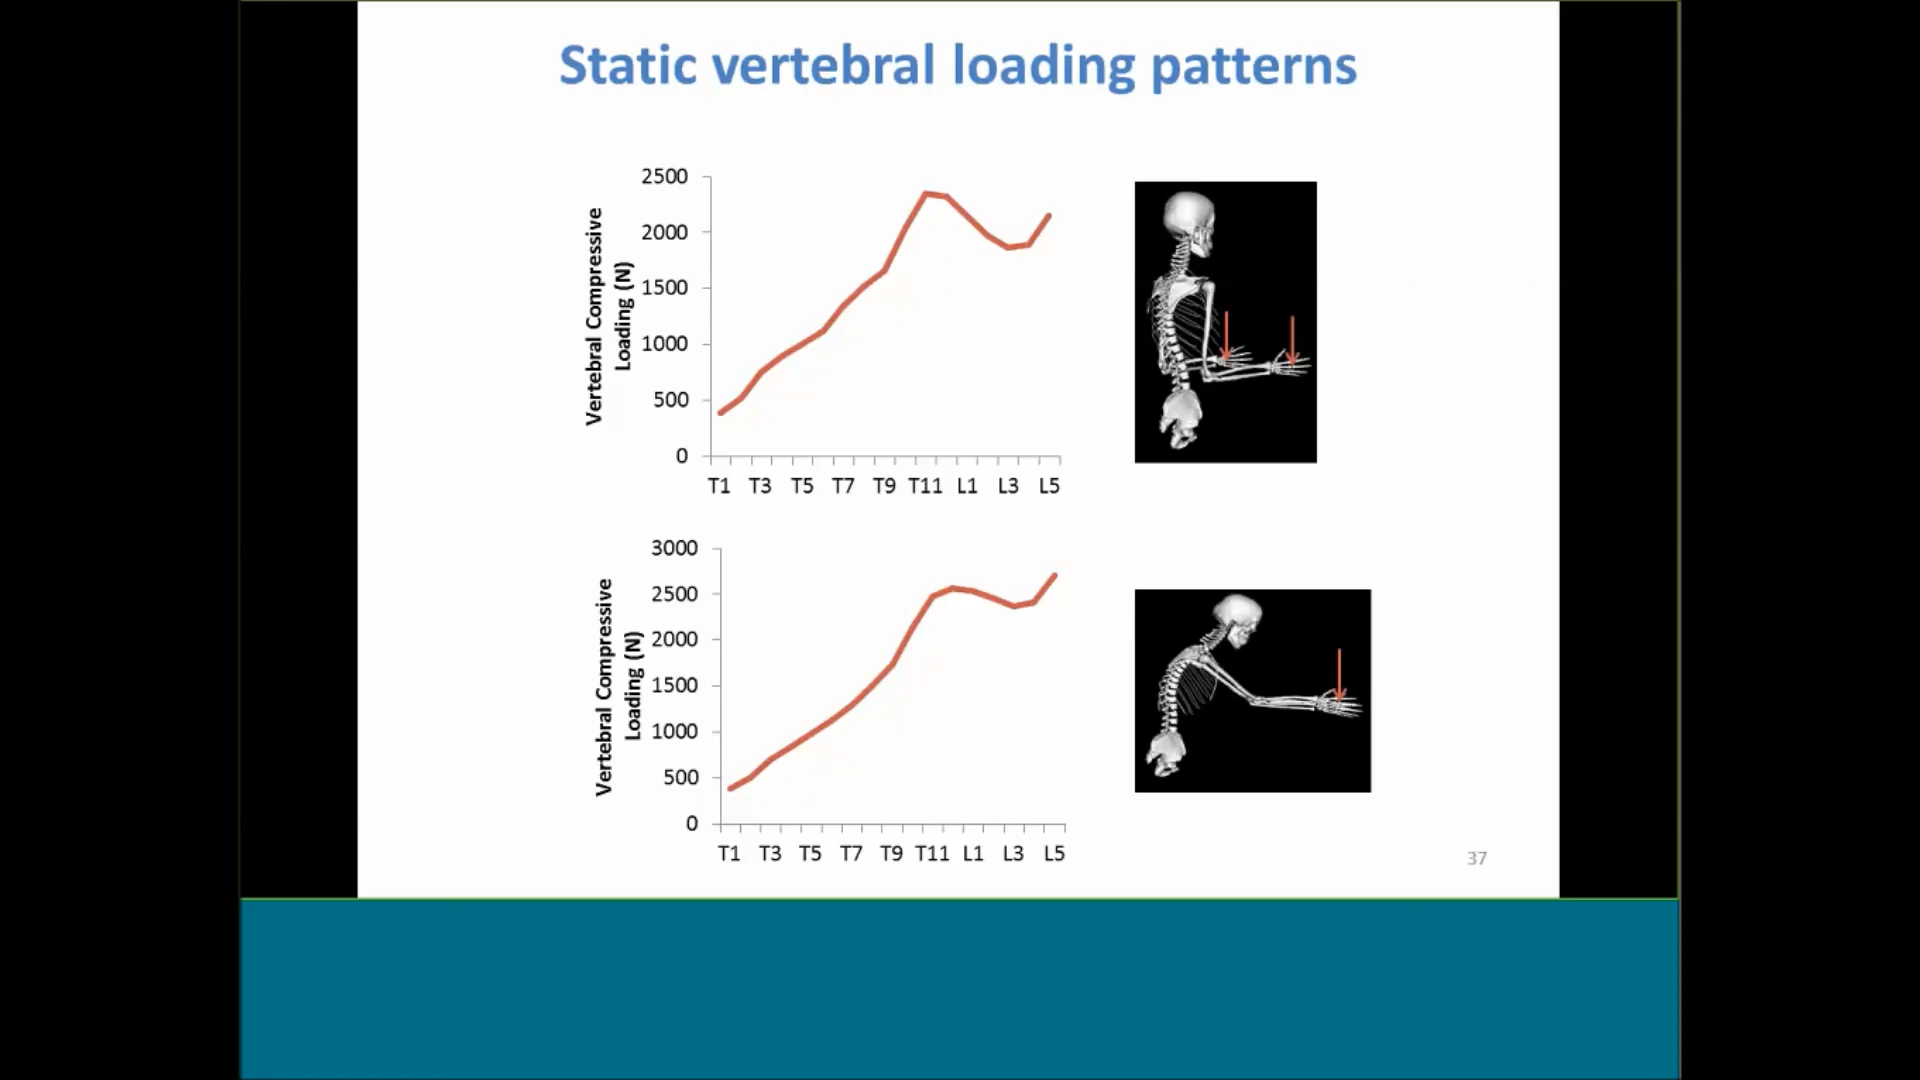 Static vertebral loading patterns
Vertebral Compressive
Loading (N)
2500
2000
1500
1000
500
0
T1 T3 T5 T7 T9 T11 L1 L3 L5
Vertebral Compressive
Loading (N)
3000
2500
2000
1500
1000
500
0
T1 T3 T5 T7 T9 T11 L1 L3 L5
37